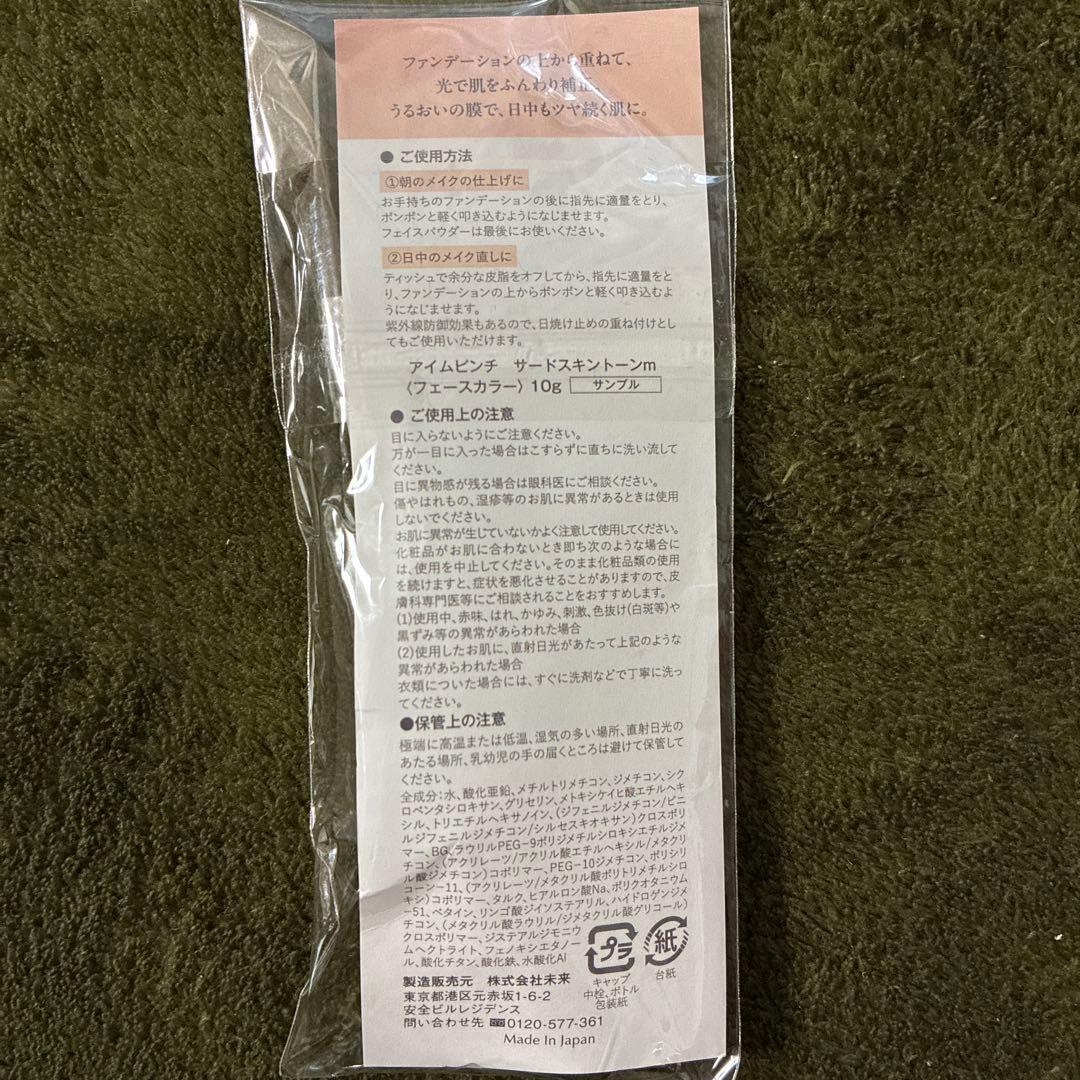 ファンデーションの上から重ねて、
光で肌をふんわり補正。
うるおいの膜で、日中もツヤ続く肌に。
● ご使用方法
①朝のメイクの仕上げに
お手持ちのファンデーションの後に指先に適量をとり、
ポンポンと軽く叩き込むようになじませます。
フェイスパウダーは最後にお使いください。
②日中のメイク直しに
ティッシュで余分な皮脂をオフしてから、指先に適量をと
り、ファンデーションの上からポンポンと軽く叩き込むよ
うになじませます。
紫外線防御効果もあるので、日焼け止めの重ね付けとし
てもご使用いただけます。
アイムピンチ サードスキントーンm
〈フェースカラー〉10g サンプル
● ご使用上の注意
目に入らないようにご注意ください。
万が一目に入った場合はこすらずに直ちに洗い流して
ください。
目に異物感が残る場合は眼科医にご相談ください。
傷やはれもの、湿疹等のお肌に異常があるときは使用
しないでください。
お肌に異常が生じていないかよく注意して使用してください。
化粧品がお肌に合わないとき即ち次のような場合に
は、使用を中止してください。そのまま化粧品類の使用
を続けますと、症状を悪化させることがありますので、皮
膚科専門医等にご相談されることをおすすめします。
(1)使用中、赤味、はれ、かゆみ、刺激、色抜け(白斑等)や
黒ずみ等の異常があらわれた場合
(2)使用したお肌に、直射日光があたって上記のような
異常があらわれた場合
衣類についた場合には、すぐに洗剤などで丁寧に洗っ
てください。
●保管上の注意
極端に高温または低温、湿気の多い場所、直射日光の
あたる場所、乳幼児の手の届くところは避けて保管して
ください。
全成分：水、酸化亜鉛、メチルトリメチコン、ジメチコン、シク
ロペンタシロキサン、グリセリン、メトキシケイヒ酸エチルヘキ
シル、トリエチルヘキサノイン、(ジフェニルジメチコン/ビニ
ルジフェニルジメチコン/シルセスキオキサン)クロスポリ
マー、BG、ラウリルPEG-9ポリジメチルシロキシエチルジメ
チコン、(アクリレーツ/アクリル酸エチルヘキシル/メタクリ
ル酸ジメチコン)コポリマー、PEG-10ジメチコン、ポリシリ
コーン-11、(アクリレーツ/メタクリル酸ポリトリメチルシロ
キシ)コポリマー、タルク、ヒアルロン酸Na、ポリクオタニウム
-51、ベタイン、リンゴ酸ジイソステアリル、ハイドロゲンジメ
チコン、(メタクリル酸ラウリル/ジメタクリル酸グリコール)
クロスポリマー、ジステアルジモニウ
ムヘクトライト、フェノキシエタノー
ル、酸化チタン、酸化鉄、水酸化Al
プラ
キャップ
中栓、ボトル
包装紙
紙
台紙
製造販売元 株式会社未来
東京都港区元赤坂1-6-2
安全ビルレジデンス
問い合わせ先 0120-577-361
Made In Japan